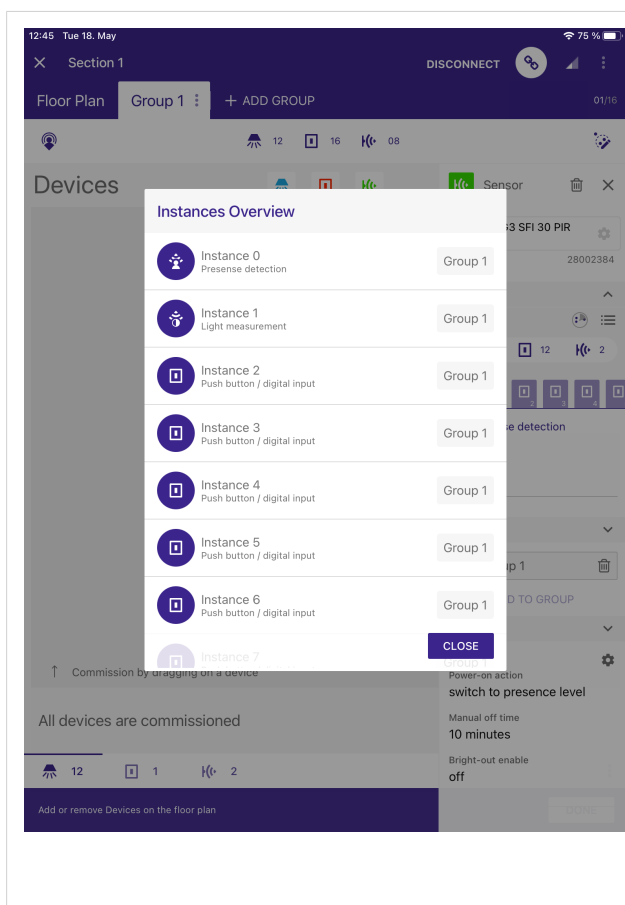 12:45 Tue 18. May
75 %
Section 1
DISCONNECT
Floor Plan
Group 1
+ ADD GROUP
01/16
12
16
08
Devices
Sensor
Instances Overview
G3 SFI 30 PIR
28002384
Instance 0
Presense detection
Group 1
Instance 1
Light measurement
Group 1
12
2
Instance 2
Push button / digital input
Group 1
2
3
4
Instance 3
Push button / digital input
Group 1
detection
Instance 4
Push button / digital input
Group 1
Instance 5
Push button / digital input
Group 1
Instance 6
Push button / digital input
Group 1
1
TO GROUP
Instance 7
CLOSE
Group 1
Commission by dragging on a device
Power-on action
switch to presence level
All devices are commissioned
Manual off time
10 minutes
Bright-out enable
off
12
1
2
Add or remove Devices on the floor plan
DONE